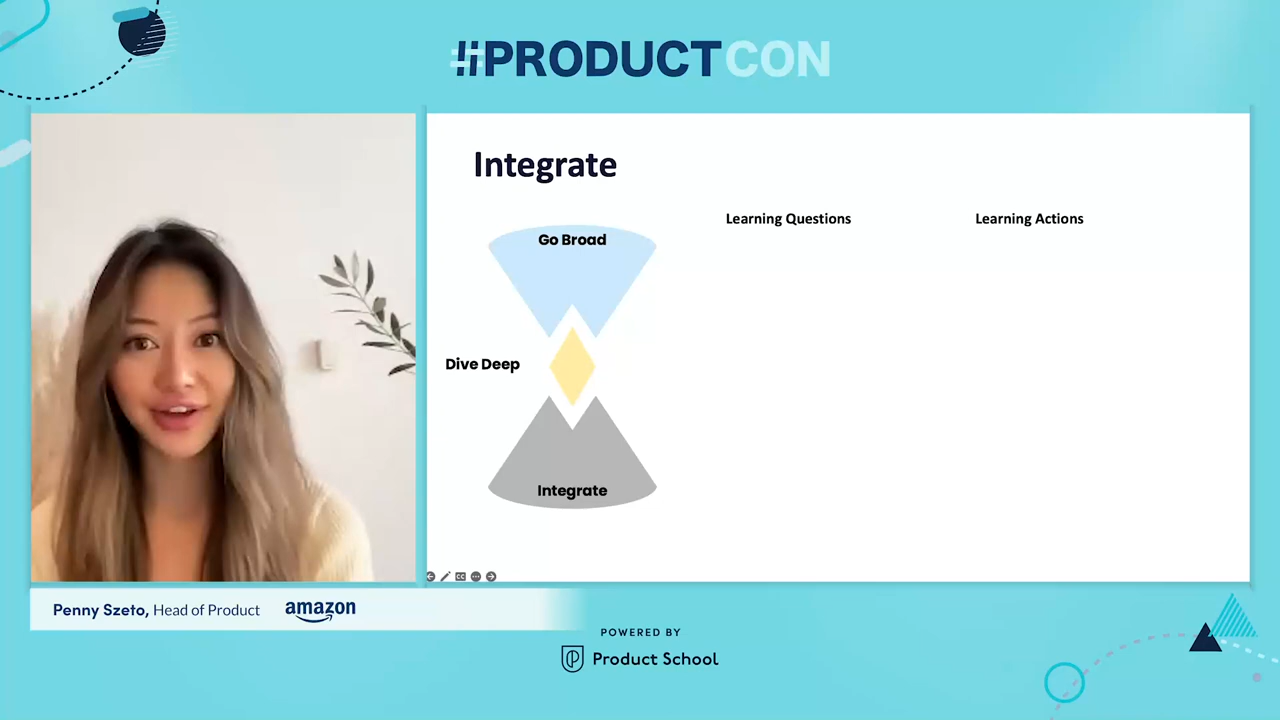 #PRODUCTCON
Integrate
Learning Questions
Learning Actions
Go Broad
Dive Deep
Integrate
CC
Penny Szeto, Head of Product
amazon
POWERED BY
Product School